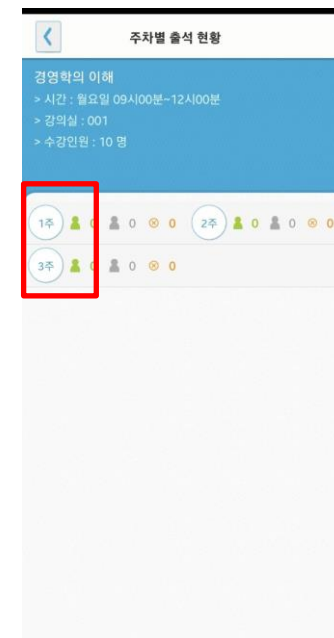 주차별 출석 현황
경영학의 이해
> 시간 : 월요일 09시00분~12시00분
> 강의실 : 001
> 수강인원 : 10 명
1주 0 0 0 2주 0 0 0
3주 0 0 0